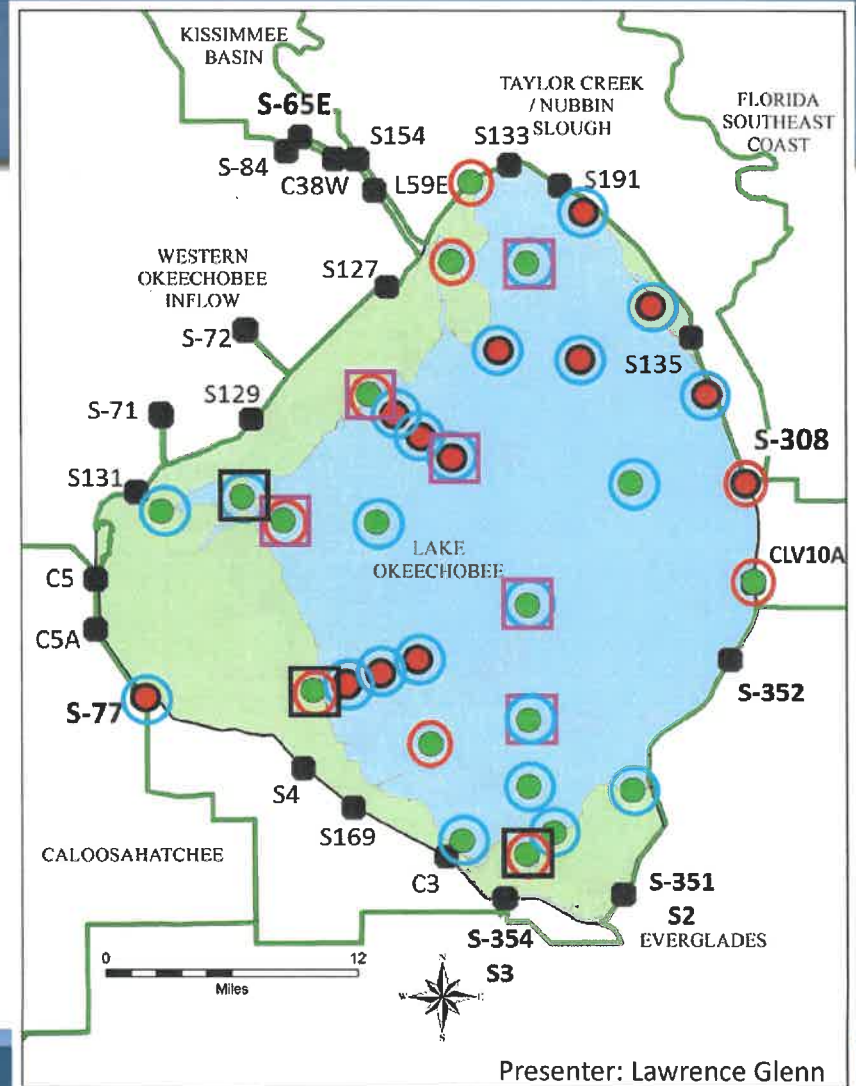 KISSIMMEE
BASIN
S-65E
TAYLOR CREEK
/ NUBBIN
SLOUGH
FLORIDA
SOUTHEAST
COAST
S154
S133
S-84
C38W
L59E
S191
WESTERN
OKEECHOBEE
INFLOW
S127
S-72
S135
S-71
S129
S-308
S131
LAKE
OKEECHOBEE
CLV10A
C5
C5A
S-352
S-77
S4
S169
CALOOSAHATCHEE
C3
S-351
S2
S-354
EVERGLADES
S3
0
12
Miles
N
W
E
S
Presenter: Lawrence Glenn